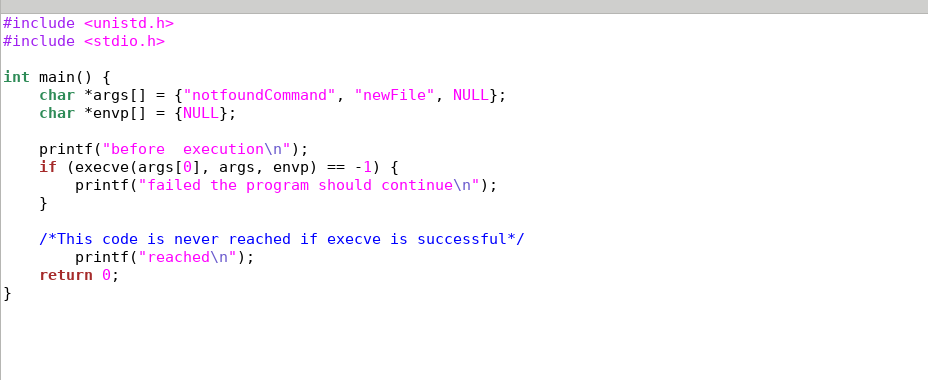 #include <unistd.h>
#include <stdio.h>

int main() {
    char *args[] = {"notfoundCommand", "newFile", NULL};
    char *envp[] = {NULL};

    printf("before  execution\n");
    if (execve(args[0], args, envp) == -1) {
        printf("failed the program should continue\n");
    }

    /*This code is never reached if execve is successful*/
        printf("reached\n");
    return 0;
}